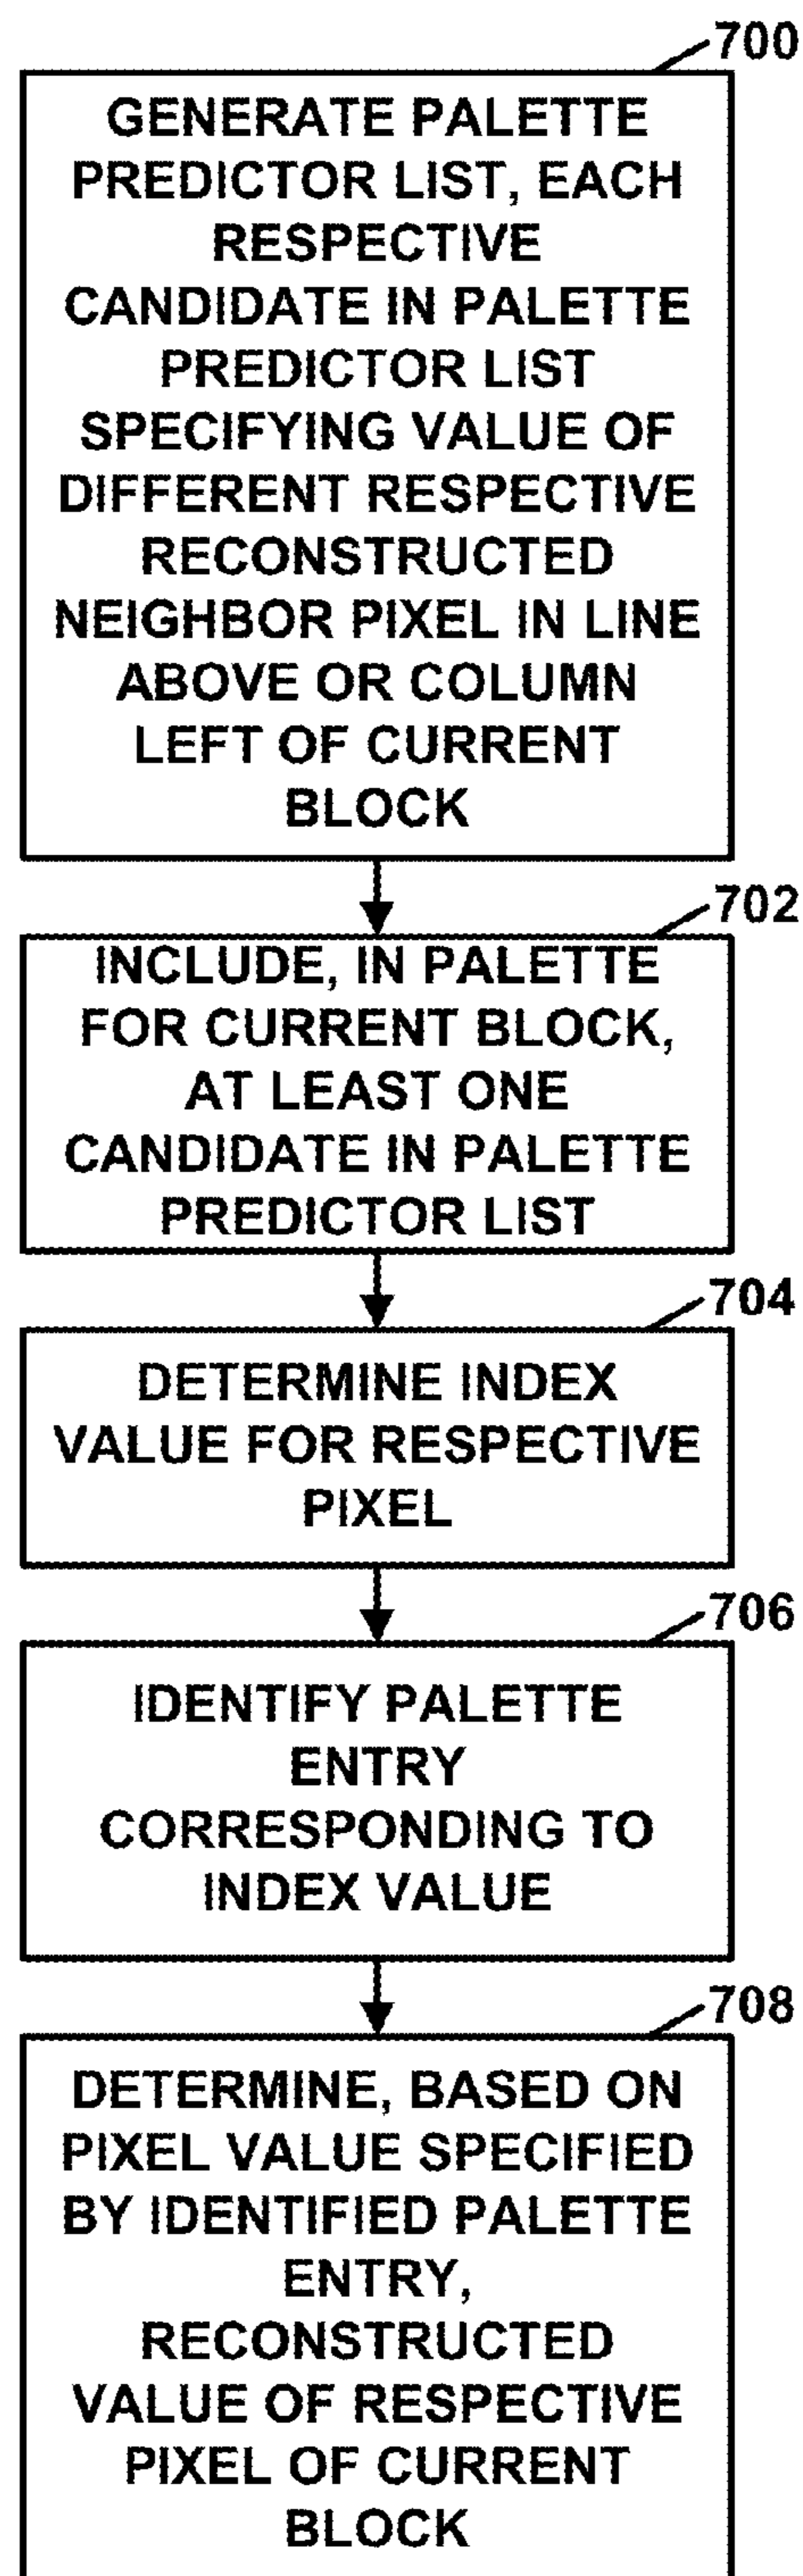 700
GENERATE PALETTE
PREDICTOR LIST, EACH
RESPECTIVE
CANDIDATE IN PALETTE
PREDICTOR LIST
SPECIFYING VALUE OF
DIFFERENT RESPECTIVE
RECONSTRUCTED
NEIGHBOR PIXEL IN LINE
ABOVE OR COLUMN
LEFT OF CURRENT
BLOCK
702
INCLUDE, IN PALETTE
FOR CURRENT BLOCK,
AT LEAST ONE
CANDIDATE IN PALETTE
PREDICTOR LIST
704
DETERMINE INDEX
VALUE FOR RESPECTIVE
PIXEL
706
IDENTIFY PALETTE
ENTRY
CORRESPONDING TO
INDEX VALUE
708
DETERMINE, BASED ON
PIXEL VALUE SPECIFIED
BY IDENTIFIED PALETTE
ENTRY,
RECONSTRUCTED
VALUE OF RESPECTIVE
PIXEL OF CURRENT
BLOCK